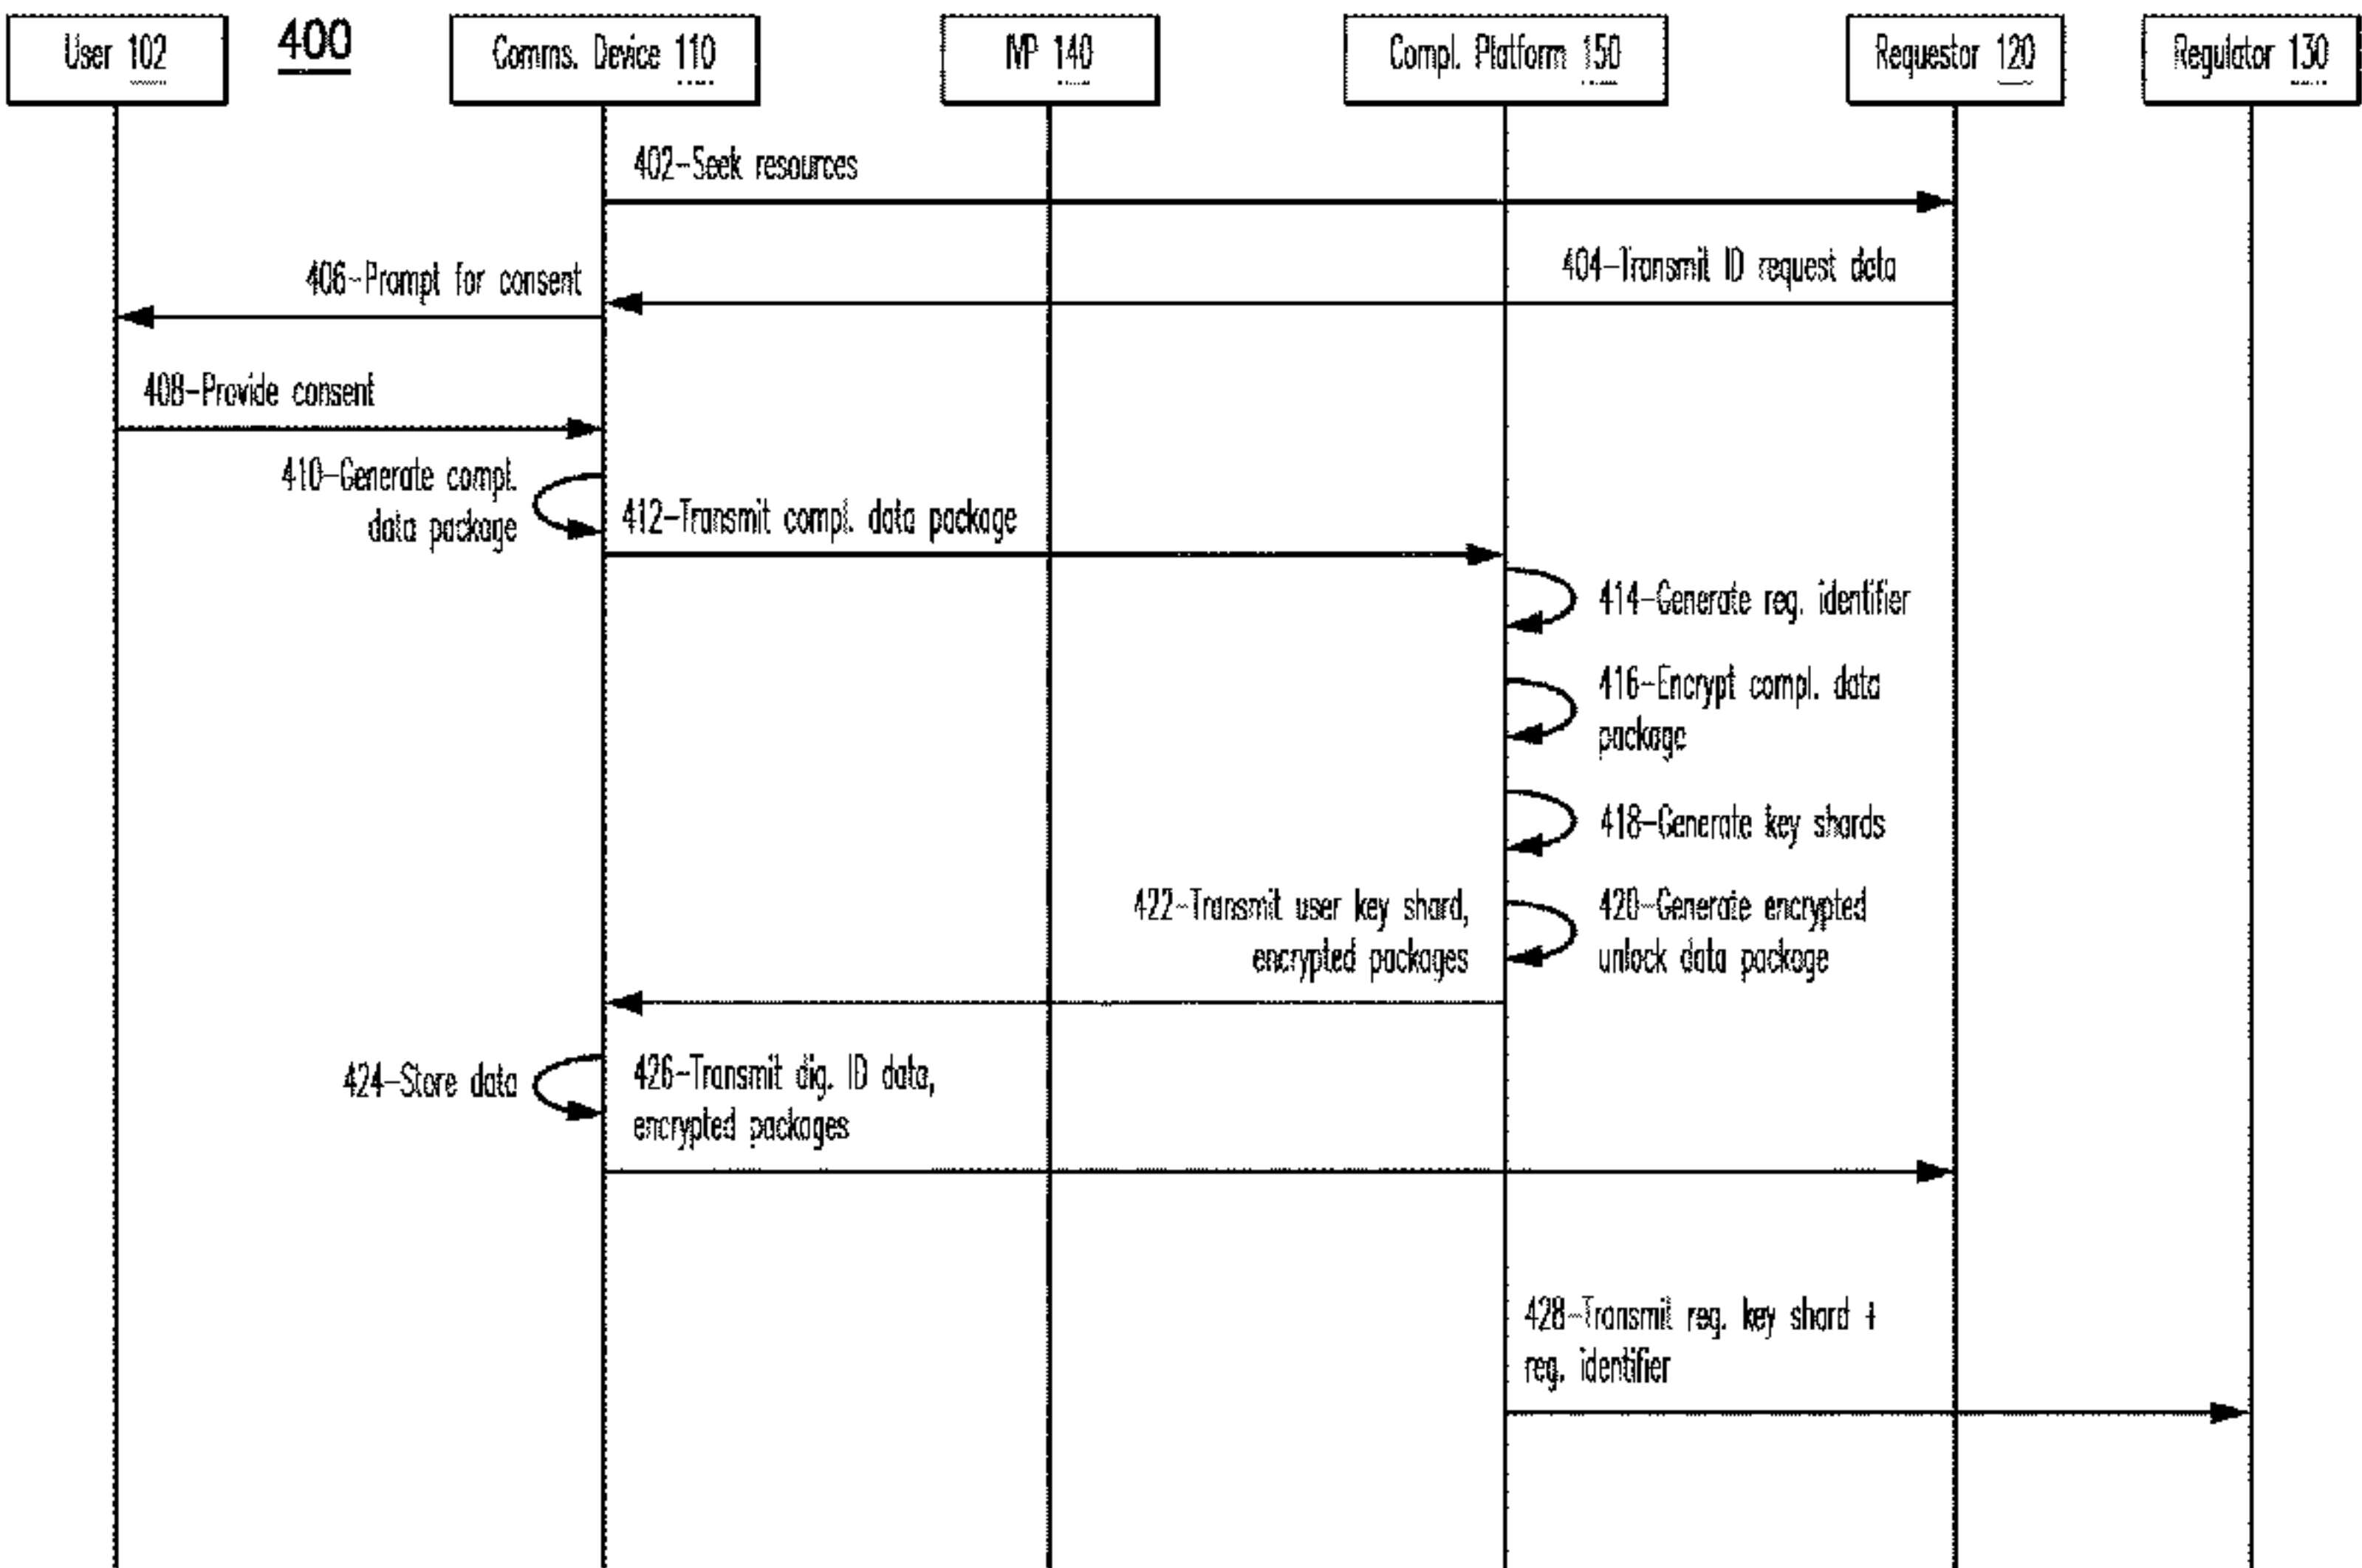 User 102
400
Comms. Device 110
IVP 140
Compl. Platform 150
Requestor 120
Regulator 130
402-Seek resources
404-Transmit ID request data
406-Prompt for consent
408-Provide consent
410-Generate compl.
data package
412-Transmit compl. data package
414-Generate reg. identifier
416-Encrypt compl. data
package
418-Generate key shards
420-Generate encrypted
unlock data package
422-Transmit user key shard,
encrypted packages
424-Store data
426-Transmit dig. ID data,
encrypted packages
428-Transmit reg. key shard +
reg. identifier